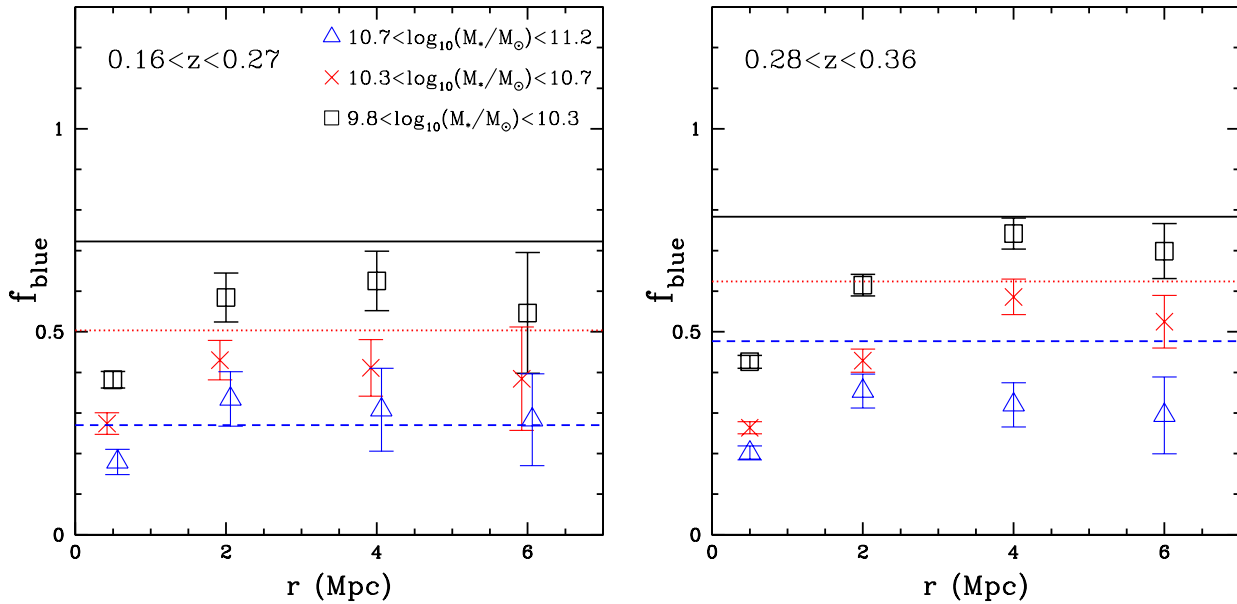 0.16<z<0.27
10.7<log₁₀(M*/M⊙)<11.2
10.3<log₁₀(M*/M⊙)<10.7
9.8<log₁₀(M*/M⊙)<10.3
f_blue
1
0.5
0
0 2 4 6
r (Mpc)
0.28<z<0.36
f_blue
1
0.5
0
0 2 4 6
r (Mpc)